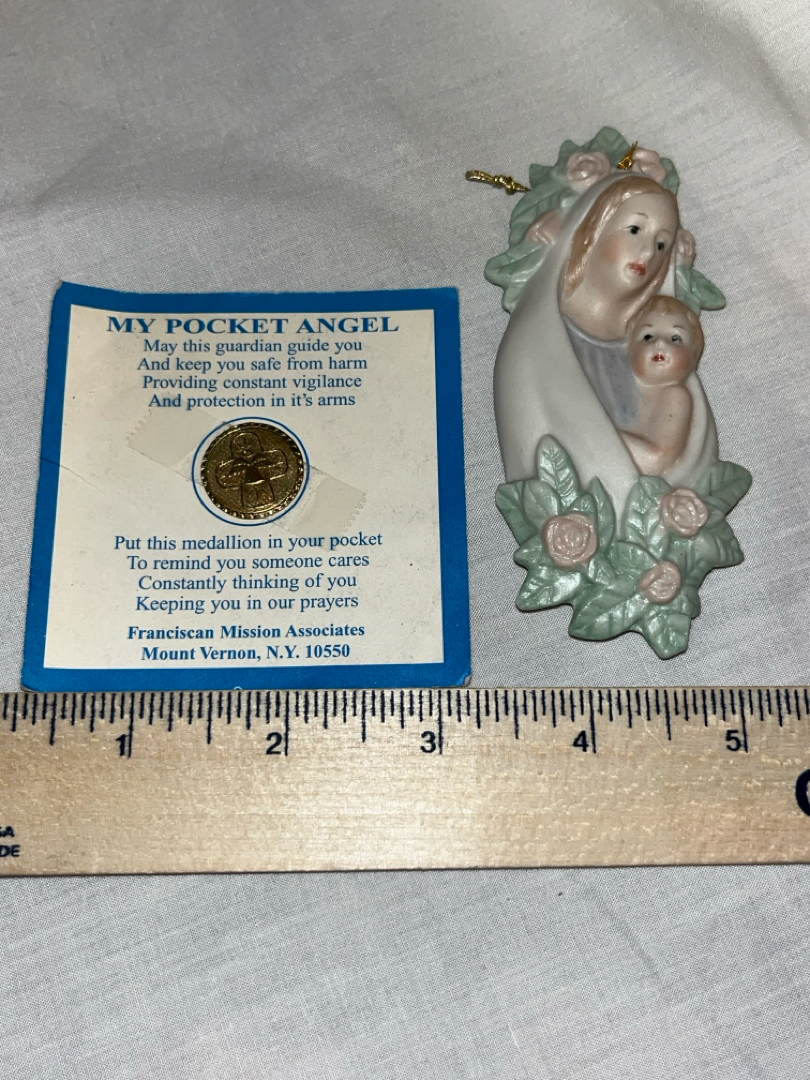 MY POCKET ANGEL
May this guardian guide you
And keep you safe from harm
Providing constant vigilance
And protection in it's arms
Put this medallion in your pocket
To remind you someone cares
Constantly thinking of you
Keeping you in our prayers
Franciscan Mission Associates
Mount Vernon, N.Y. 10550
1 2 3 4 5